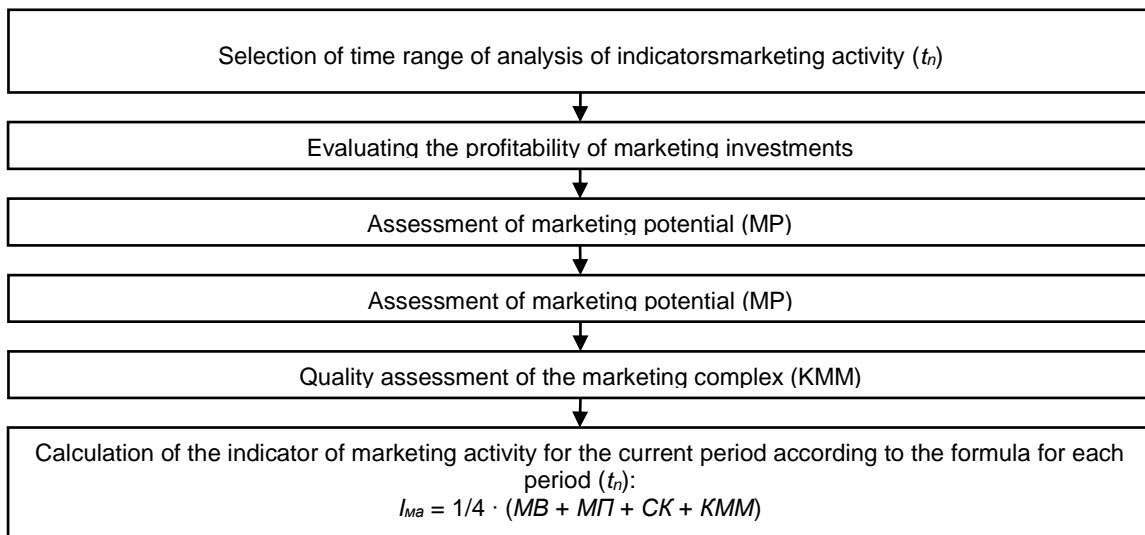 Selection of time range of analysis of indicatorsmarketing activity (tn)
Evaluating the profitability of marketing investments
Assessment of marketing potential (MP)
Assessment of marketing potential (MP)
Quality assessment of the marketing complex (KMM)
Calculation of the indicator of marketing activity for the current period according to the formula for each
period (tn):
Iма = 1/4 · (МВ + МП + СК + КММ)